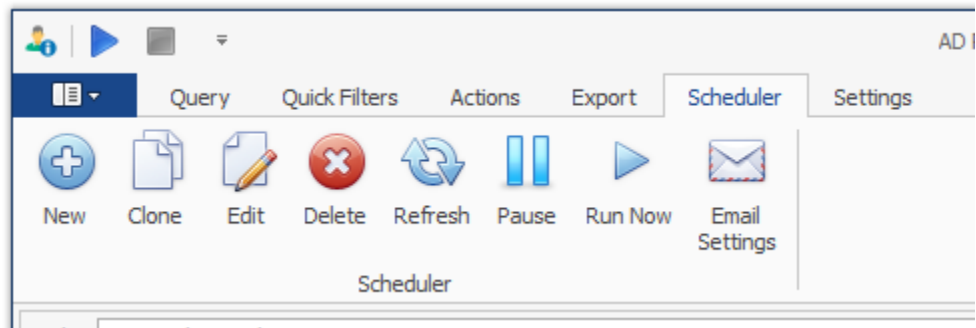 AD
Query Quick Filters Actions Export Scheduler Settings
New Clone Edit Delete Refresh Pause Run Now Email
Settings
Scheduler